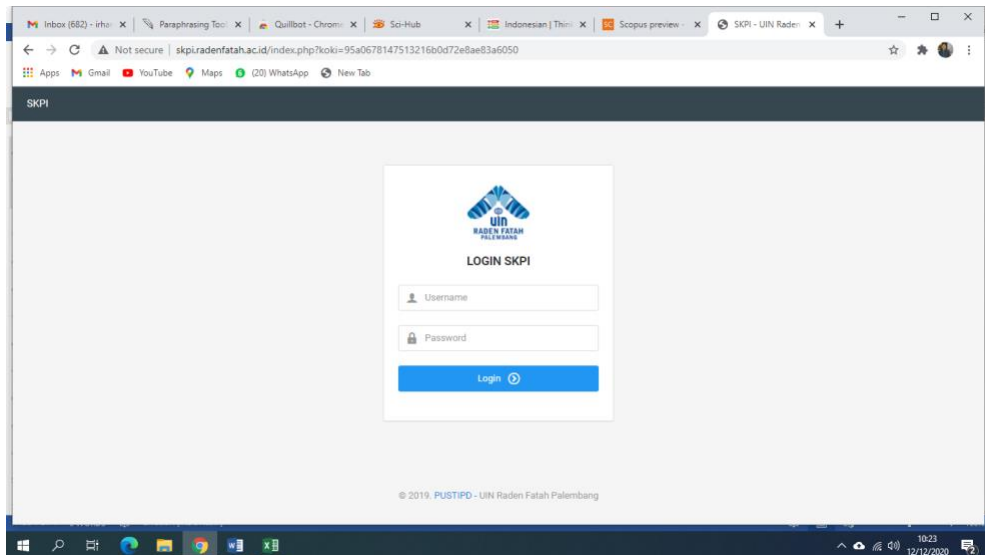 Inbox (682) - irha
Paraphrasing Too
Quillbot - Chrom
Sci-Hub
Indonesian | Thin
Scopus preview -
SKPI - UIN Raden
Not secure | skpi.radenfatah.ac.id/index.php?koki=95a0678147513216b0d72e8ae83a6050
Apps Gmail YouTube Maps (20) WhatsApp New Tab
SKPI
uin
RADEN FATAH
PALEMBANG
LOGIN SKPI
Username
Password
Login
© 2019. PUSTIPD - UIN Raden Fatah Palembang
10:23
12/12/2020